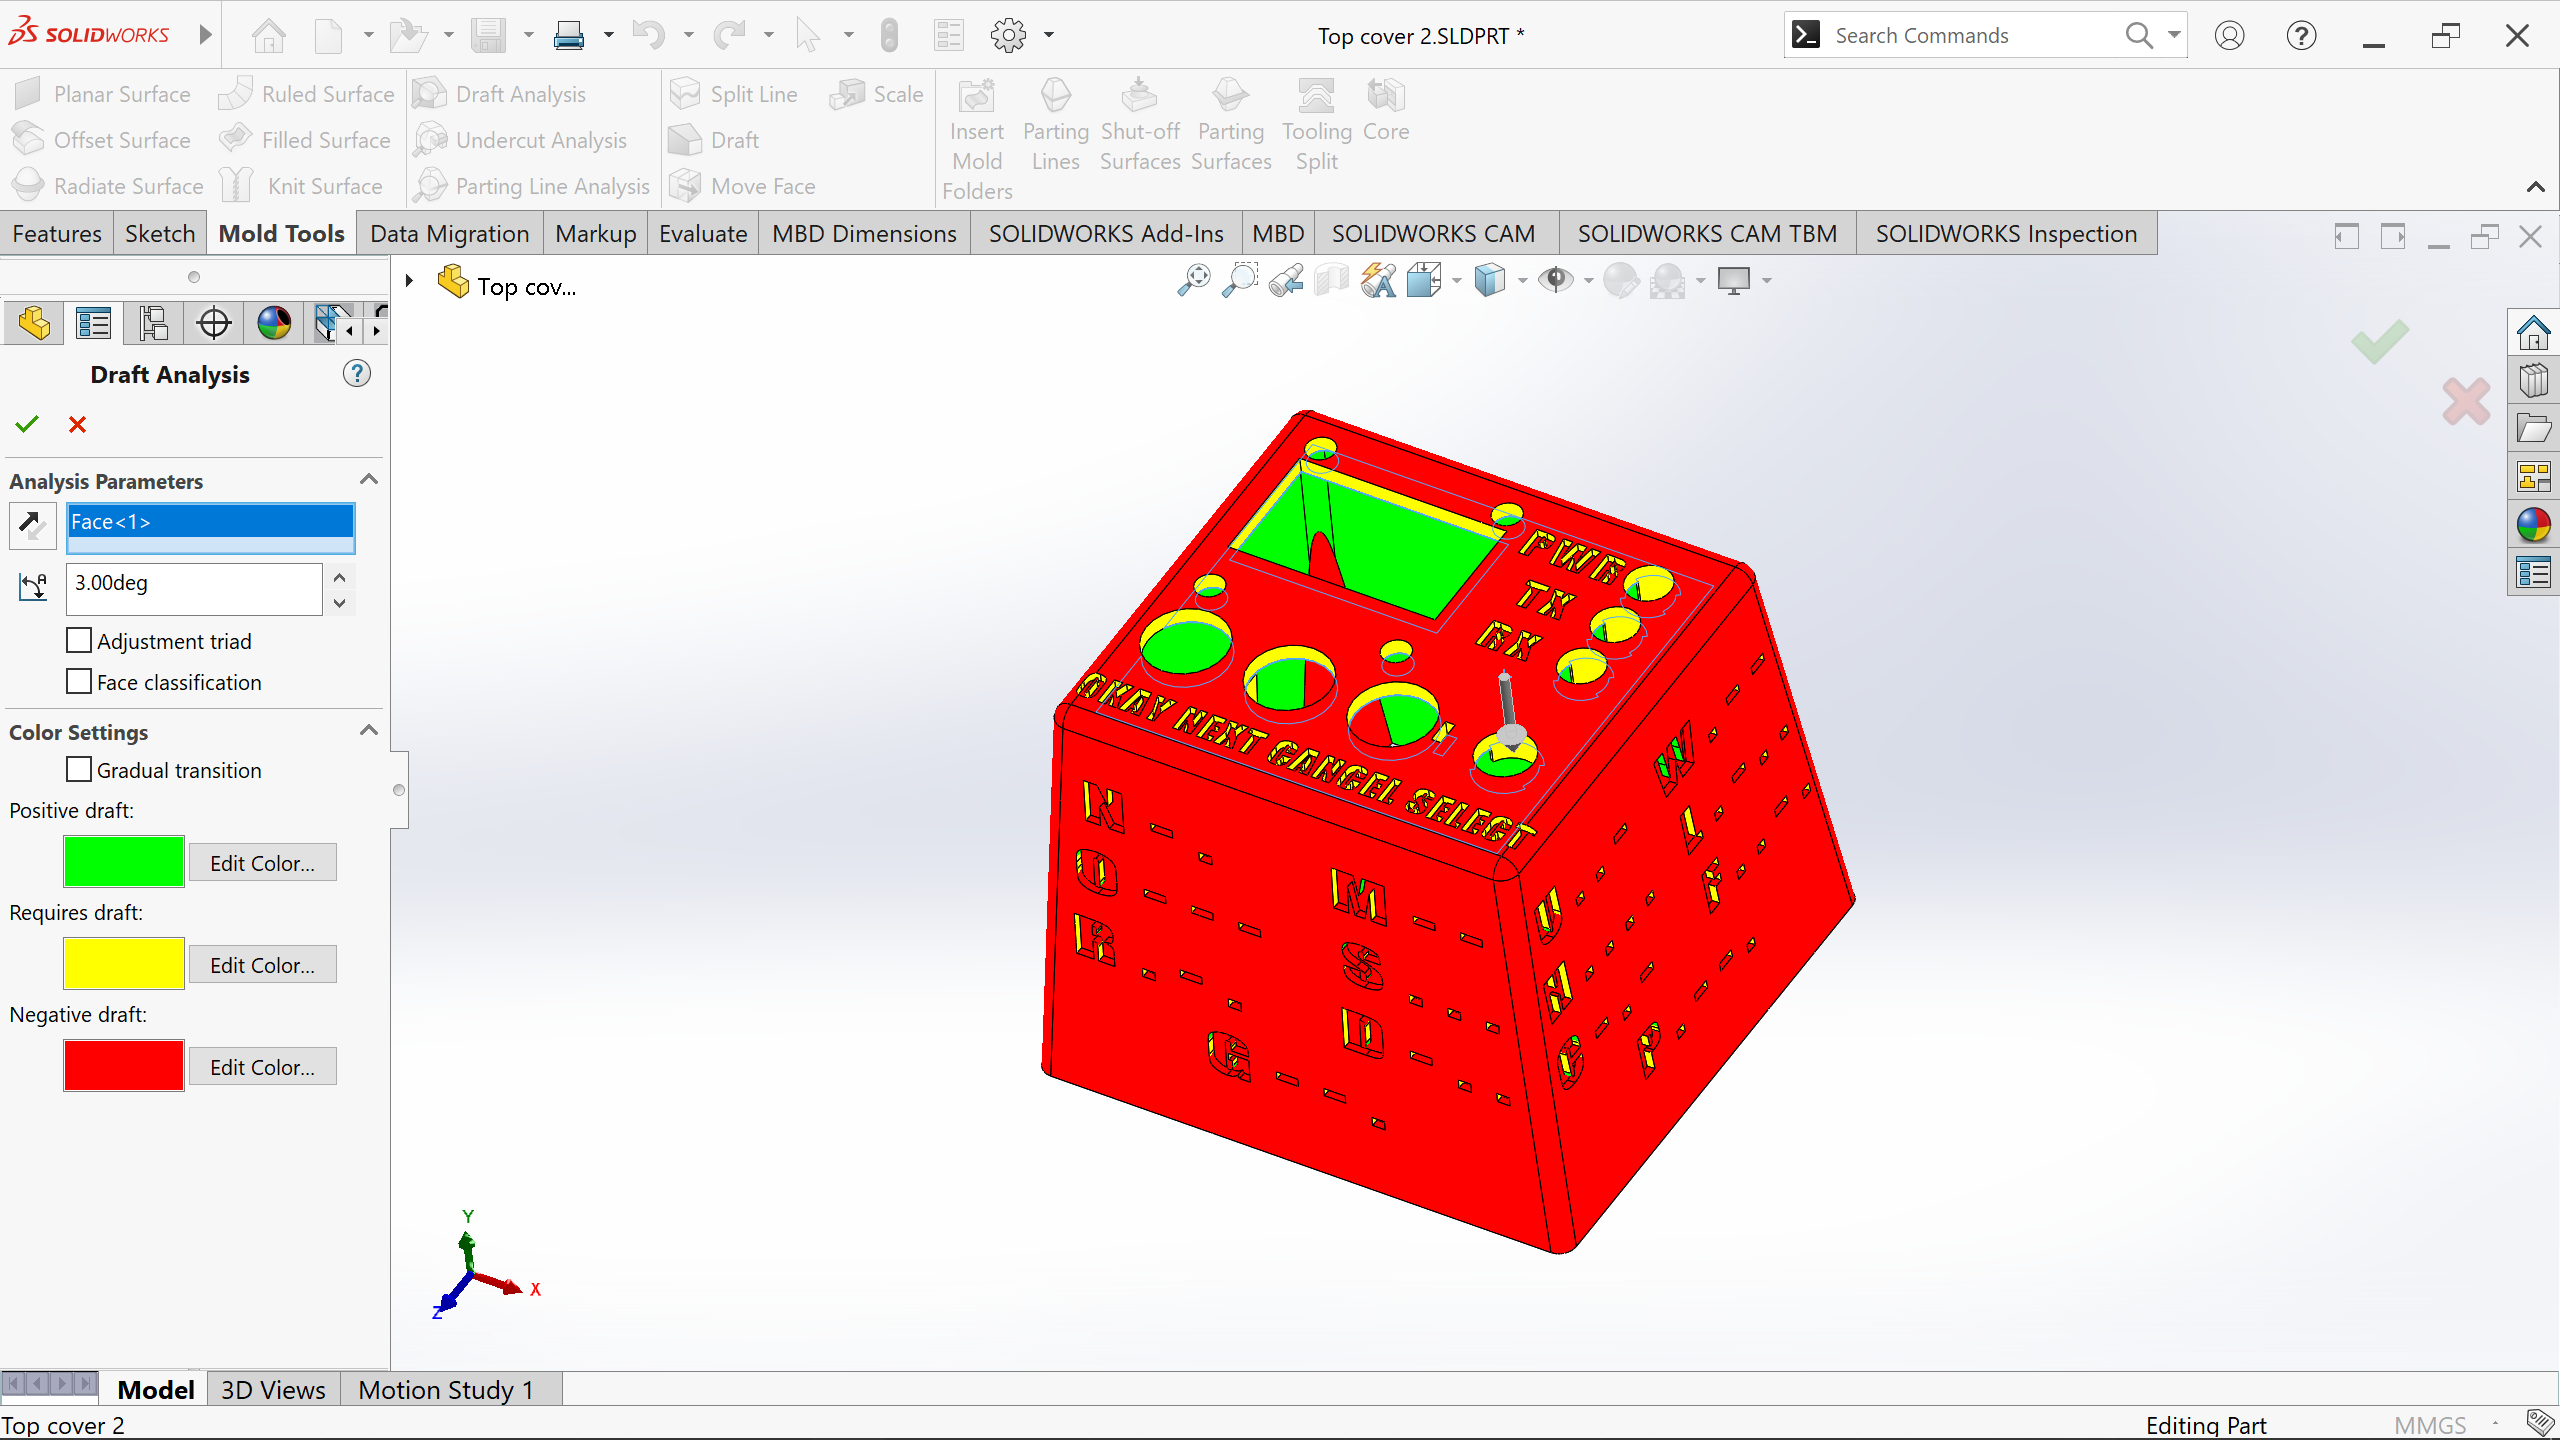 SOLIDWORKS
Top cover 2.SLDPRT *
Search Commands
Planar Surface
Ruled Surface
Draft Analysis
Split Line
Scale
Offset Surface
Filled Surface
Undercut Analysis
Draft
Radiate Surface
Knit Surface
Parting Line Analysis
Move Face
Insert Mold Folders
Parting Lines
Shut-off Surfaces
Parting Surfaces
Tooling Split
Core
Features
Sketch
Mold Tools
Data Migration
Markup
Evaluate
MBD Dimensions
SOLIDWORKS Add-Ins
MBD
SOLIDWORKS CAM
SOLIDWORKS CAM TBM
SOLIDWORKS Inspection
Top cov...
Draft Analysis
Analysis Parameters
Face<1>
3.00deg
Adjustment triad
Face classification
Color Settings
Gradual transition
Positive draft:
Edit Color...
Requires draft:
Edit Color...
Negative draft:
Edit Color...
PWR
TX
RX
OKAY NEXT CANCEL SELECT
N
O
R
G
M
S
D
W
L
F
U
H
C
P
Y
X
Z
Model
3D Views
Motion Study 1
Top cover 2
Editing Part
MMGS